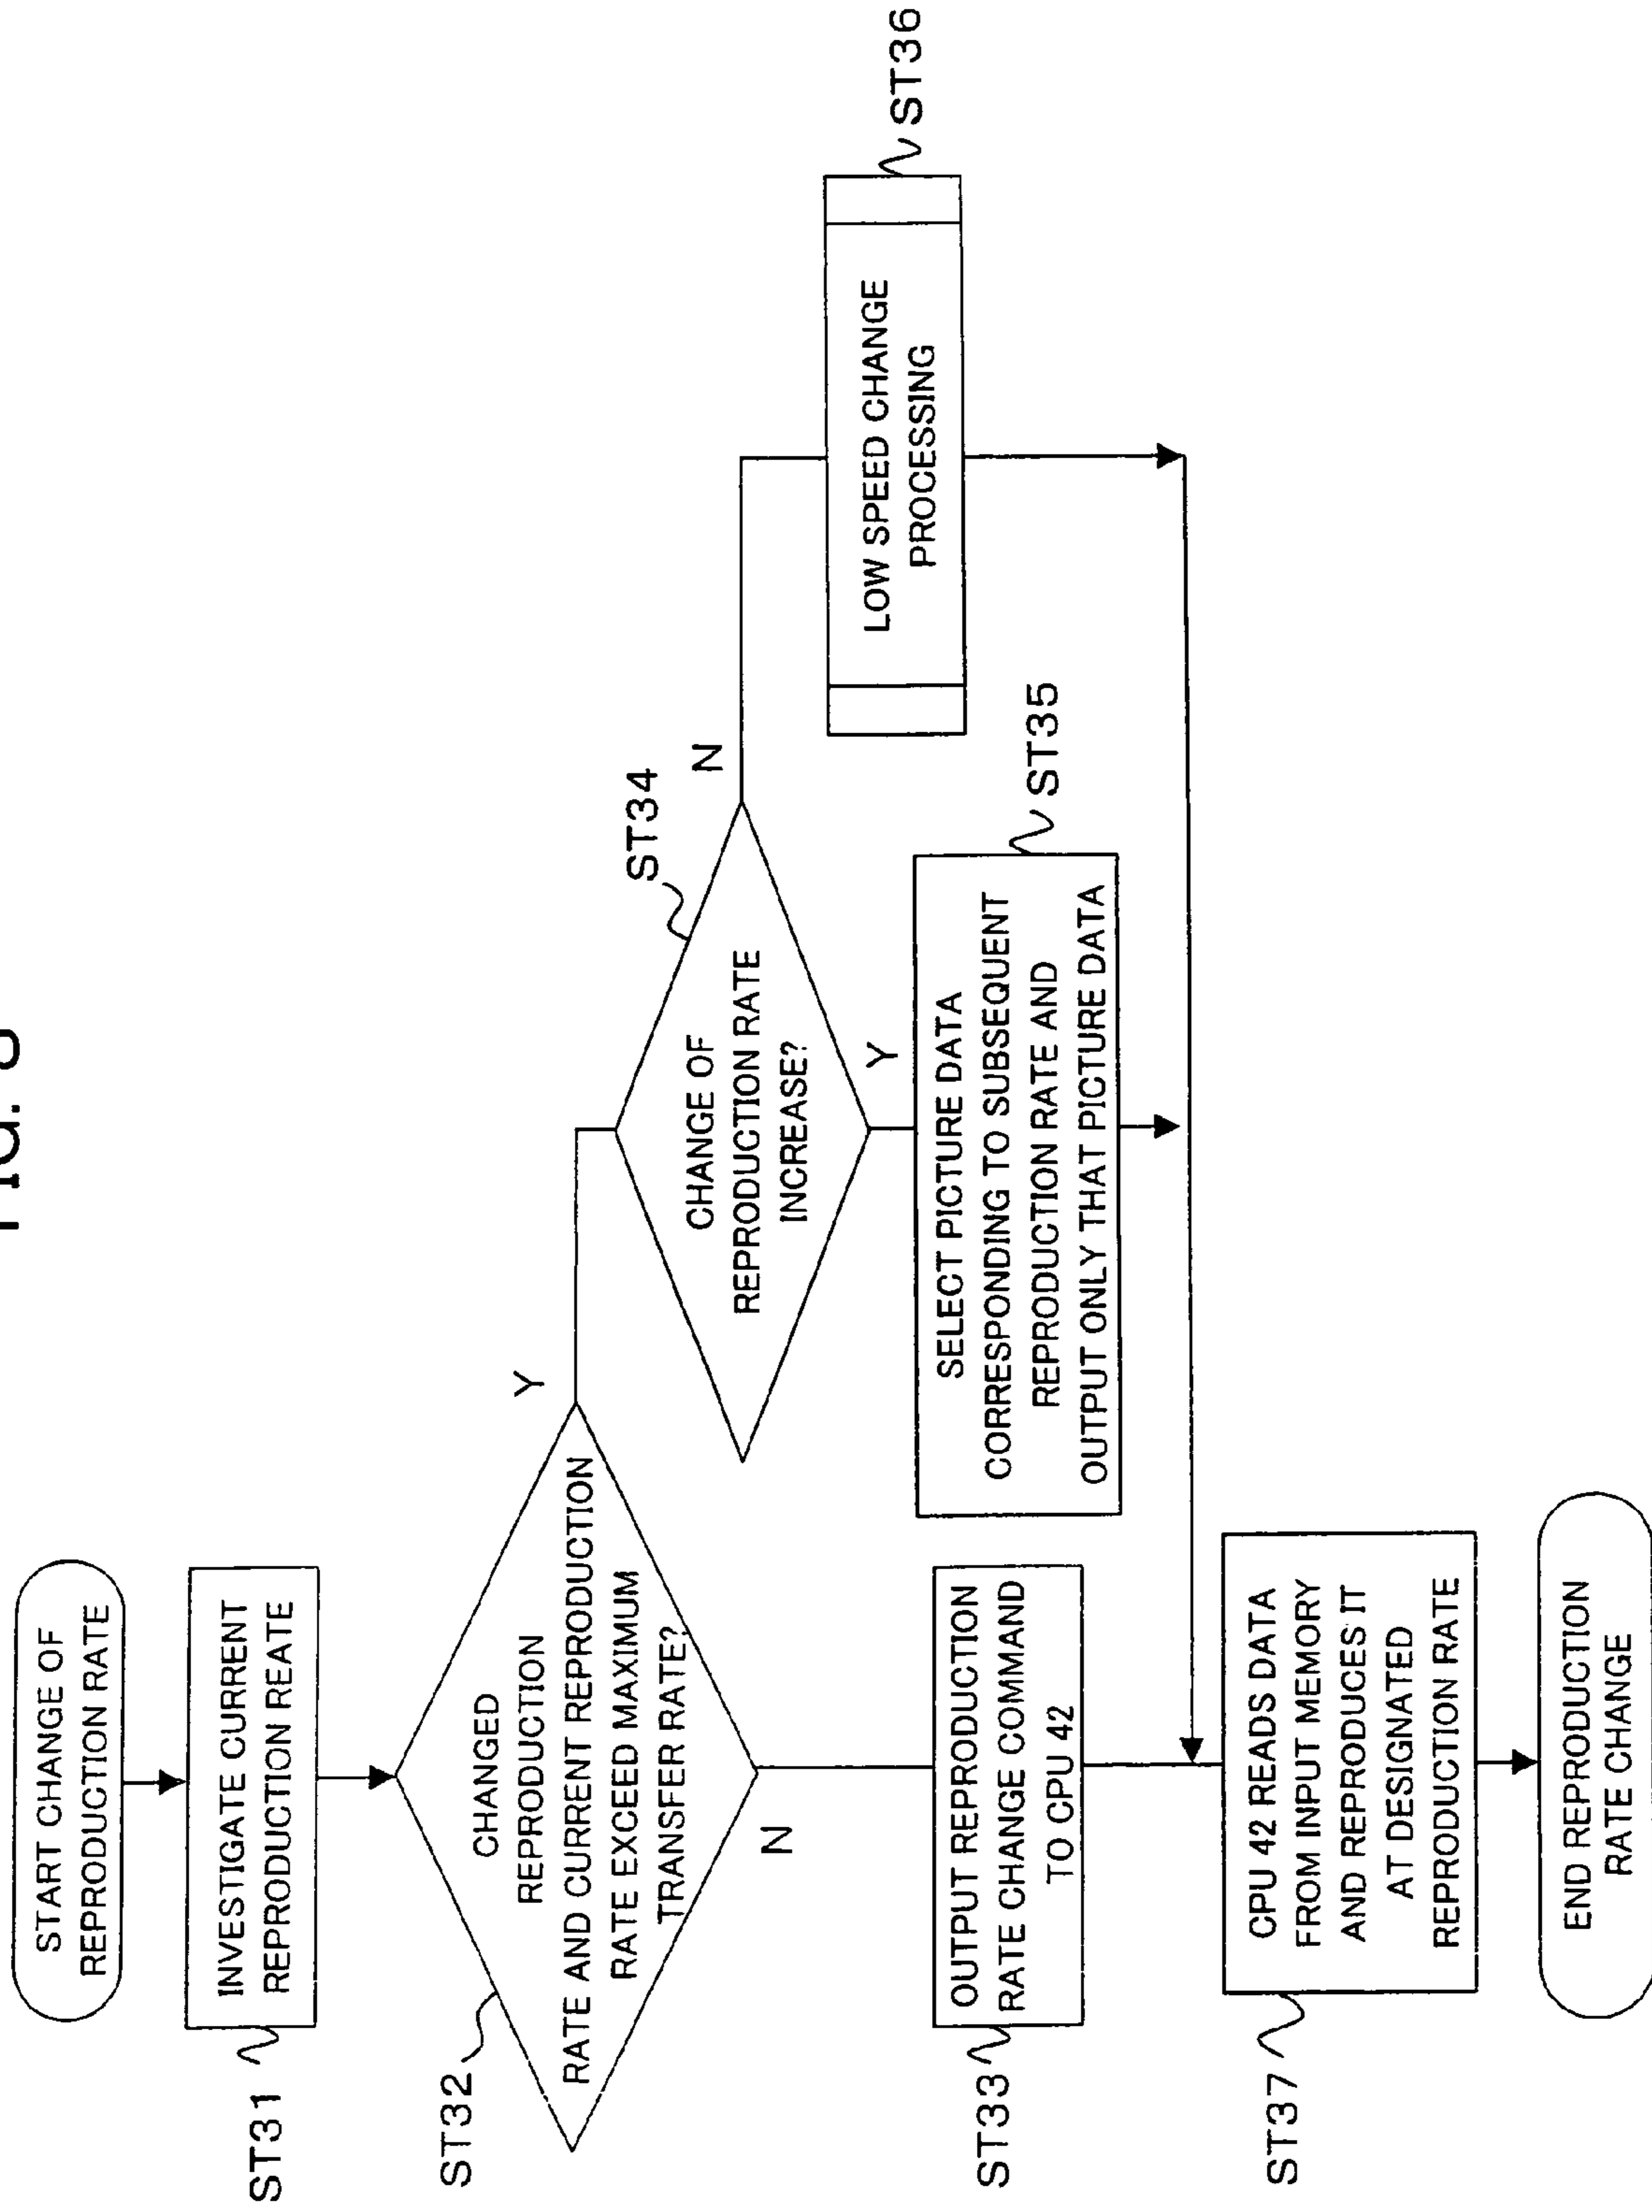 FIG.
START CHANGE OF
REPRODUCTION RATE
ST31
INVESTIGATE CURRENT
REPRODUCTION REATE
ST32
CHANGED
REPRODUCTION
RATE AND CURRENT REPRODUCTION
RATE EXCEED MAXIMUM
TRANSFER RATE?
Y
N
ST34
CHANGE OF
REPRODUCTION RATE
INCREASE?
N
Y
ST33
OUTPUT REPRODUCTION
RATE CHANGE COMMAND
TO CPU 42
ST35
SELECT PICTURE DATA
CORRESPONDING TO SUBSEQUENT
REPRODUCTION RATE AND
OUTPUT ONLY THAT PICTURE DATA
ST36
LOW SPEED CHANGE
PROCESSING
ST37
CPU 42 READS DATA
FROM INPUT MEMORY
AND REPRODUCES IT
AT DESIGNATED
REPRODUCTION RATE
END REPRODUCTION
RATE CHANGE